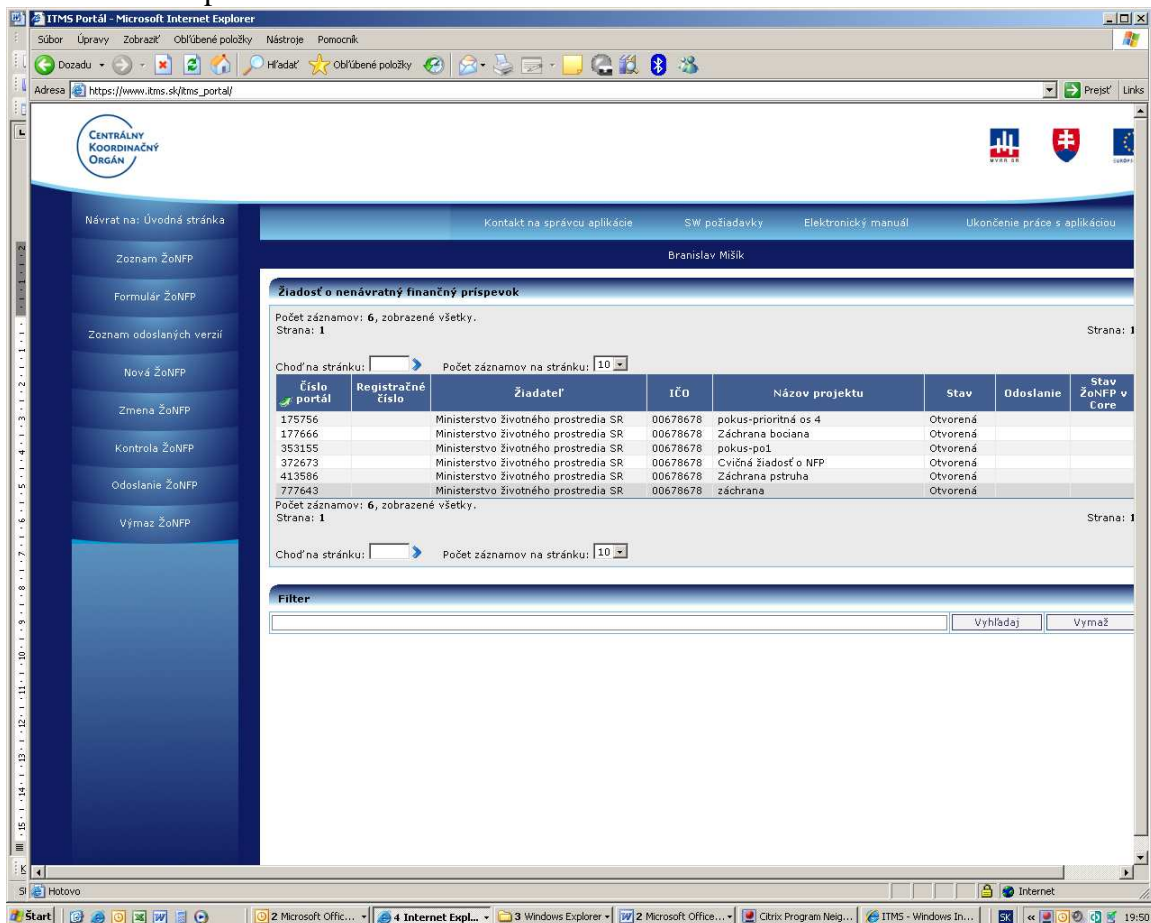 ITMS Portál - Microsoft Internet Explorer
Súbor Úpravy Zobraziť Obľúbené položky Nástroje Pomocník
Dozadu Hľadať Obľúbené položky
Adresa https://www.itms.sk/itms_portal/ Prejsť Links
CENTRÁLNY
KOORDINAČNÝ
ORGÁN
MVRR SR
Návrat na: Úvodná stránka
Kontakt na správcu aplikácie SW požiadavky Elektronický manuál Ukončenie práce s aplikáciou
Branislav Mišík
Zoznam ŽoNFP
Formulár ŽoNFP
Zoznam odoslaných verzií
Nová ŽoNFP
Zmena ŽoNFP
Kontrola ŽoNFP
Odoslanie ŽoNFP
Výmaz ŽoNFP
Žiadosť o nenávratný finančný príspevok
Počet záznamov: 6, zobrazené všetky.
Strana: 1 Strana: 1
Choď na stránku: Počet záznamov na stránku: 10
Číslo portál Registračné číslo Žiadateľ IČO Názov projektu Stav Odoslanie Stav ŽoNFP v Core
175756 Ministerstvo životného prostredia SR 00678678 pokus-prioritná os 4 Otvorená
177666 Ministerstvo životného prostredia SR 00678678 Záchrana bociana Otvorená
353155 Ministerstvo životného prostredia SR 00678678 pokus-po1 Otvorená
372673 Ministerstvo životného prostredia SR 00678678 Cvičná žiadosť o NFP Otvorená
413586 Ministerstvo životného prostredia SR 00678678 Záchrana pstruha Otvorená
777643 Ministerstvo životného prostredia SR 00678678 záchrana Otvorená
Počet záznamov: 6, zobrazené všetky.
Strana: 1 Strana: 1
Choď na stránku: Počet záznamov na stránku: 10
Filter
Vyhľadaj Vymaž
Hotovo Internet
Štart 2 Microsoft Offic... 4 Internet Expl... 3 Windows Explorer 2 Microsoft Office... Citrix Program Neig... ITMS - Windows In... SK 19:50